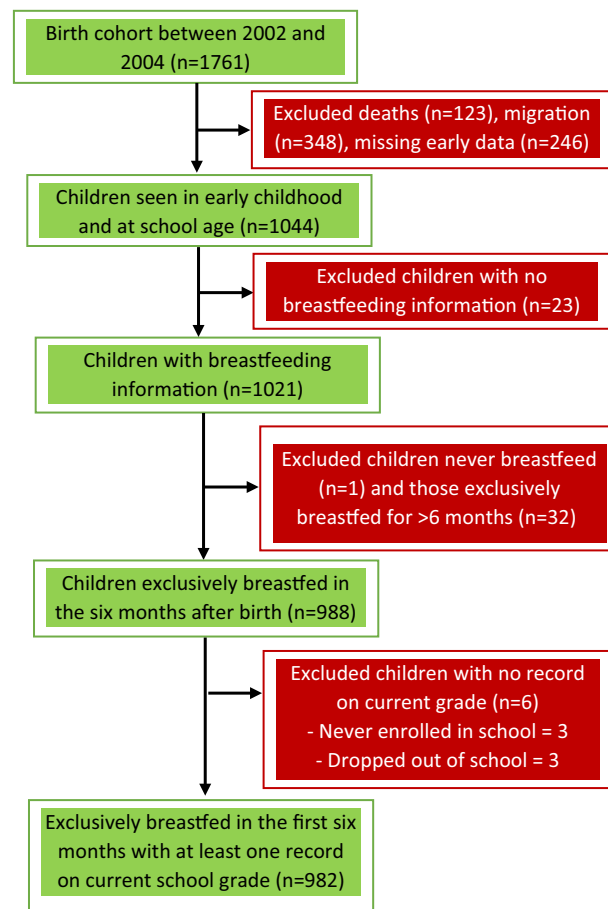 Birth cohort between 2002 and
2004 (n=1761)
Excluded deaths (n=123), migration
(n=348), missing early data (n=246)
Children seen in early childhood
and at school age (n=1044)
Excluded children with no
breastfeeding information (n=23)
Children with breastfeeding
information (n=1021)
Excluded children never breastfeed
(n=1) and those exclusively
breastfed for >6 months (n=32)
Children exclusively breastfed in
the six months after birth (n=988)
Excluded children with no record
on current grade (n=6)
- Never enrolled in school = 3
- Dropped out of school = 3
Exclusively breastfed in the first six
months with at least one record
on current school grade (n=982)